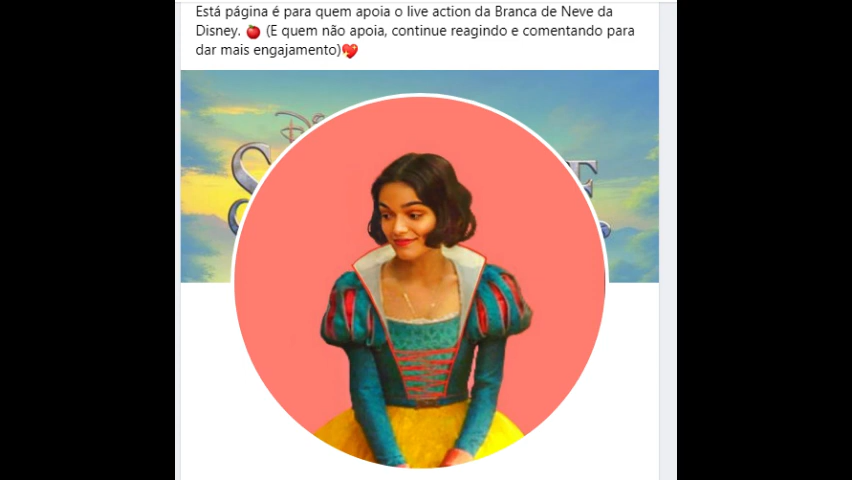 Está página é para quem apoia o live action da Branca de Neve da
Disney. 🍎 (E quem não apoia, continue reagindo e comentando para
dar mais engajamento)💖